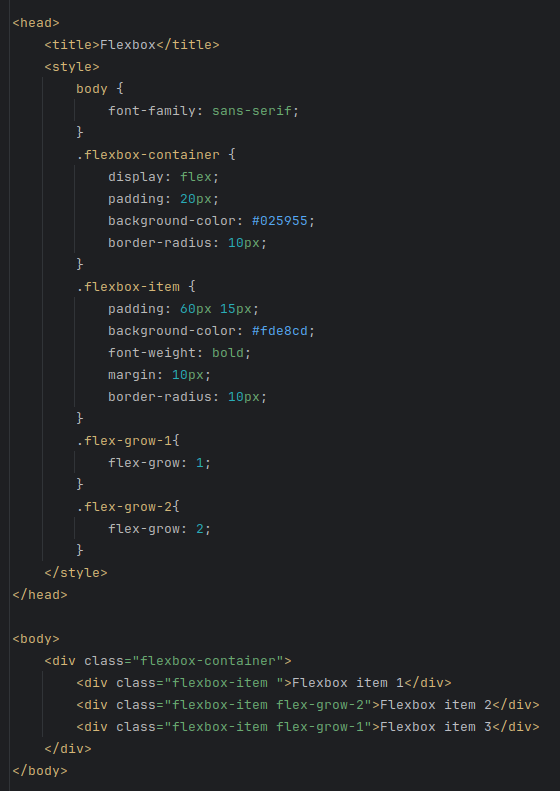 <head>
    <title>Flexbox</title>
    <style>
        body {
            font-family: sans-serif;
        }
        .flexbox-container {
            display: flex;
            padding: 20px;
            background-color: #025955;
            border-radius: 10px;
        }
        .flexbox-item {
            padding: 60px 15px;
            background-color: #fde8cd;
            font-weight: bold;
            margin: 10px;
            border-radius: 10px;
        }
        .flex-grow-1{
            flex-grow: 1;
        }
        .flex-grow-2{
            flex-grow: 2;
        }
    </style>
</head>

<body>
    <div class="flexbox-container">
        <div class="flexbox-item ">Flexbox item 1</div>
        <div class="flexbox-item flex-grow-2">Flexbox item 2</div>
        <div class="flexbox-item flex-grow-1">Flexbox item 3</div>
    </div>
</body>